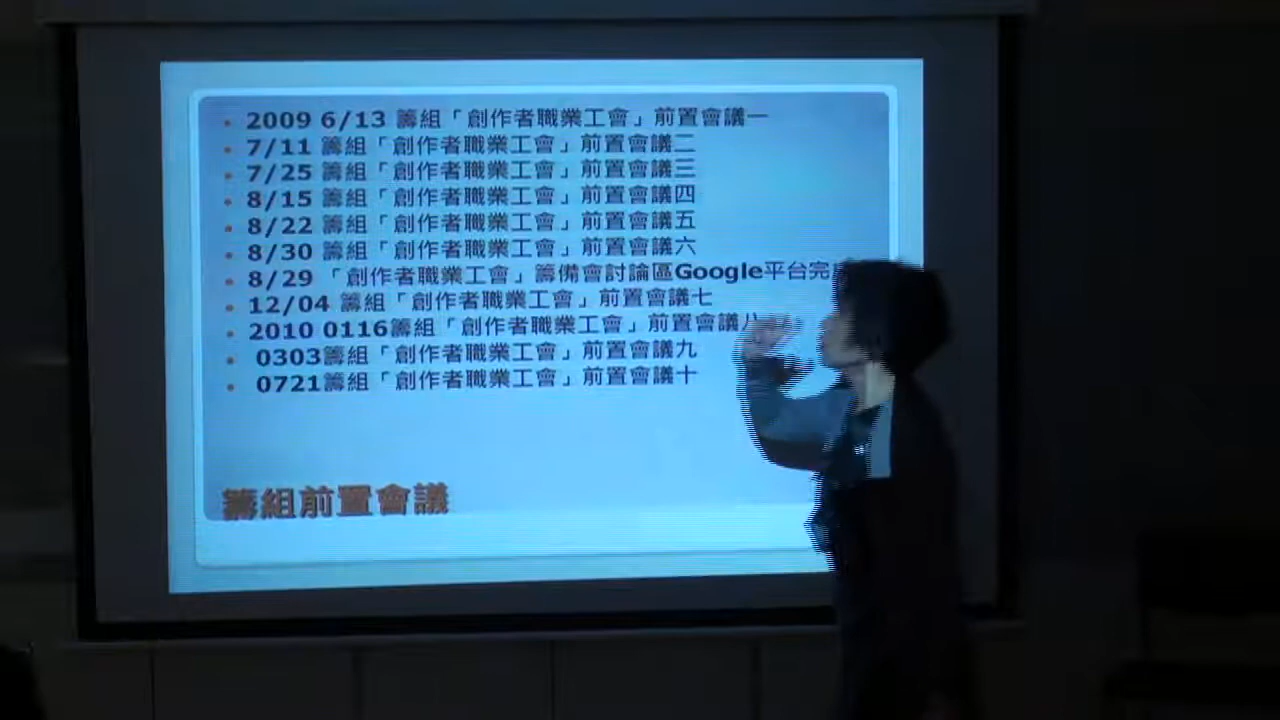 2009 6/13 籌組「創作者職業工會」前置會議一
7/11 籌組「創作者職業工會」前置會議二
7/25 籌組「創作者職業工會」前置會議三
8/15 籌組「創作者職業工會」前置會議四
8/22 籌組「創作者職業工會」前置會議五
8/30 籌組「創作者職業工會」前置會議六
8/29 「創作者職業工會」籌備會討論區Google平台完
12/04 籌組「創作者職業工會」前置會議七
2010 0116籌組「創作者職業工會」前置會議八
0303籌組「創作者職業工會」前置會議九
0721籌組「創作者職業工會」前置會議十
籌組前置會議